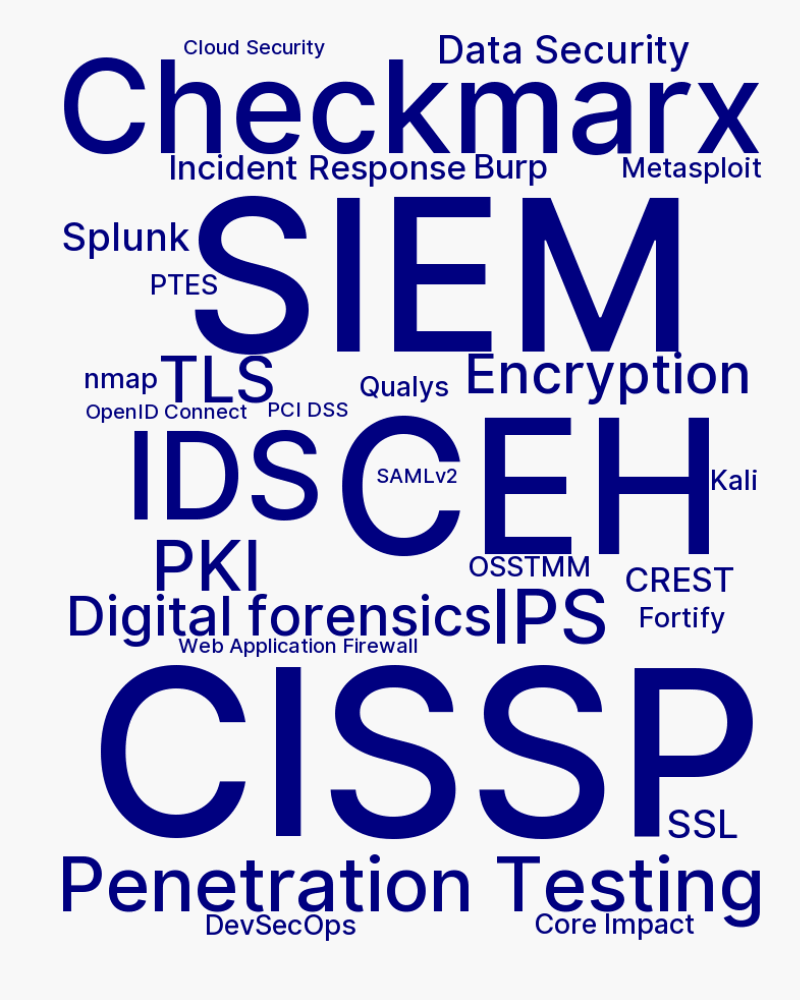 Cloud Security
Data Security
Checkmarx
Incident Response
Burp
Metasploit
Splunk
SIEM
PTES
nmap
TLS
Qualys
Encryption
OpenID Connect
PCI DSS
IDS
CEH
SAMLv2
Kali
PKI
OSSTMM
CREST
Digital forensics
IPS
Fortify
Web Application Firewall
CISSP
SSL
Penetration Testing
DevSecOps
Core Impact